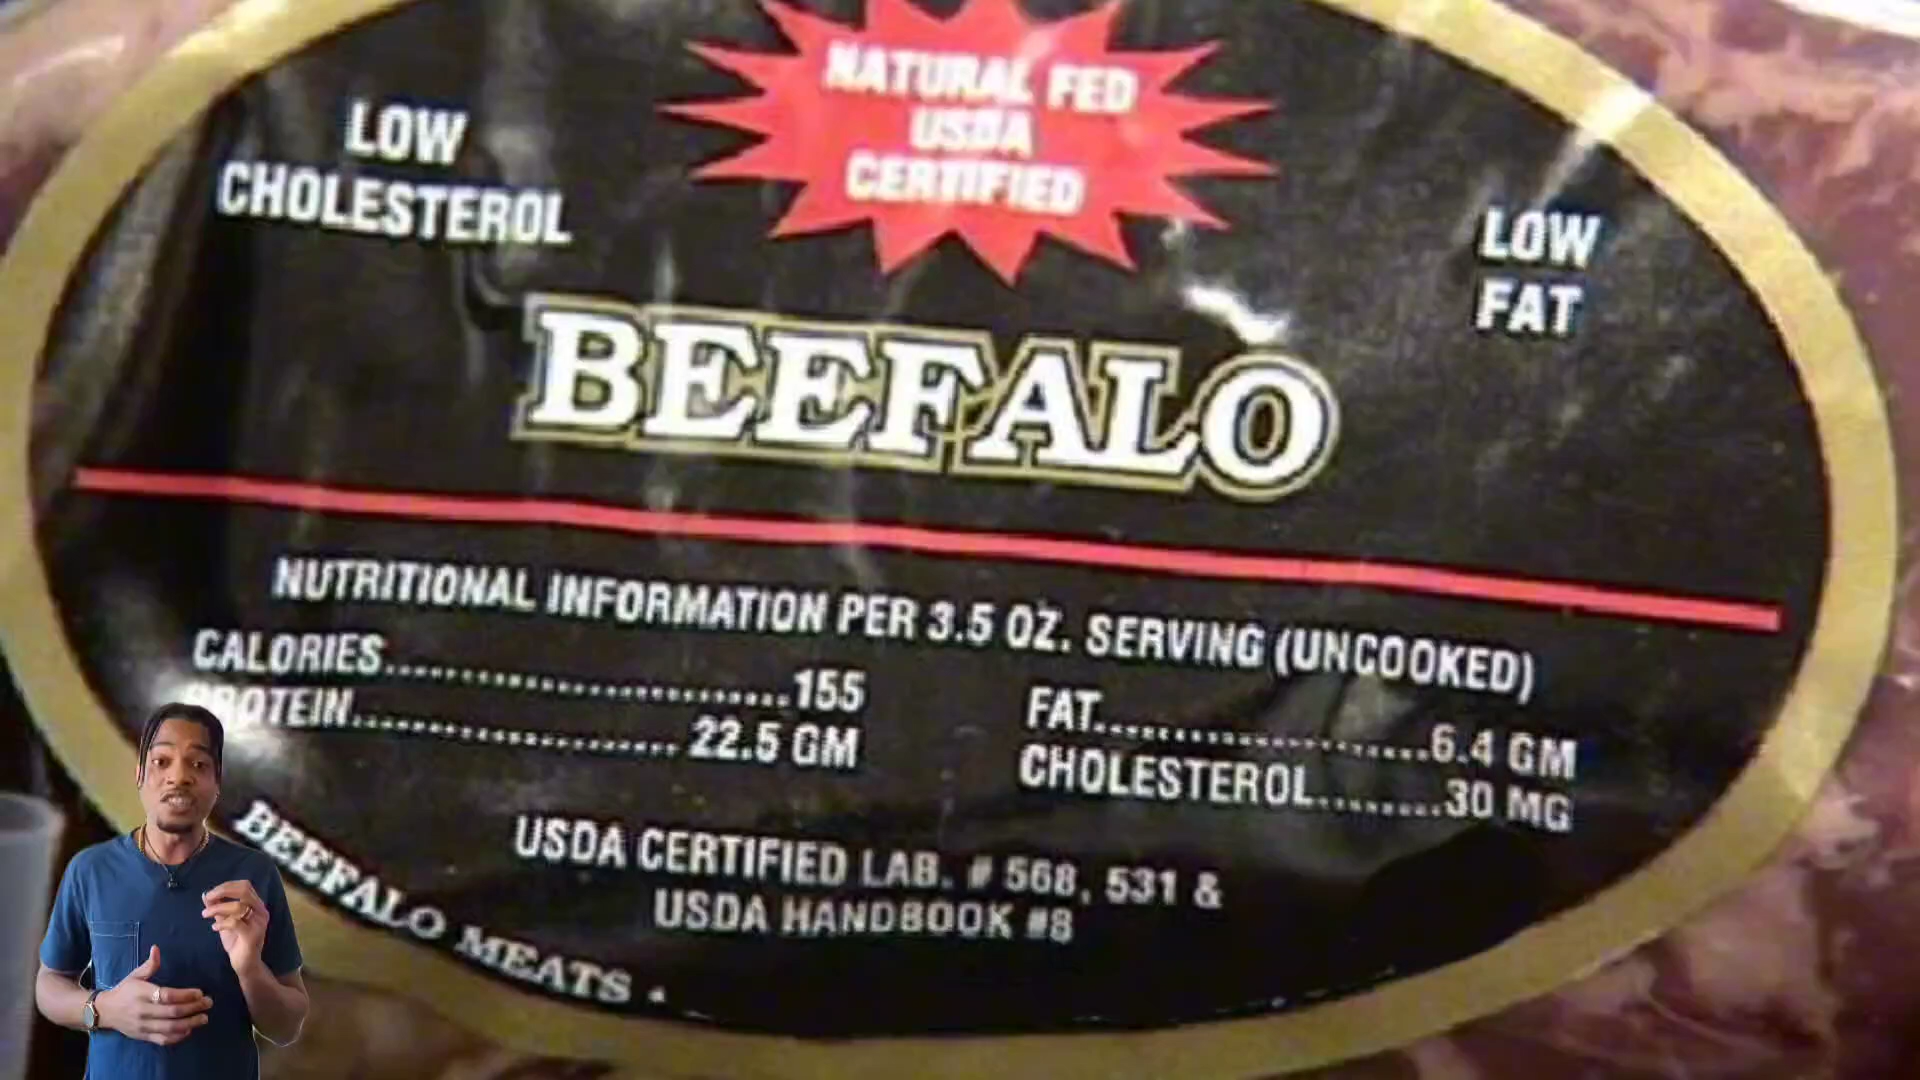 NATURAL FED
USDA
CERTIFIED
LOW
CHOLESTEROL
LOW
FAT
BEEFALO
NUTRITIONAL INFORMATION PER 3.5 OZ. SERVING (UNCOOKED)
CALORIES.............................155
PROTEIN........................ 22.5 GM
FAT........................6.4 GM
CHOLESTEROL.........30 MG
USDA CERTIFIED LAB. # 568, 531 &
USDA HANDBOOK #8
BEEFALO MEATS •